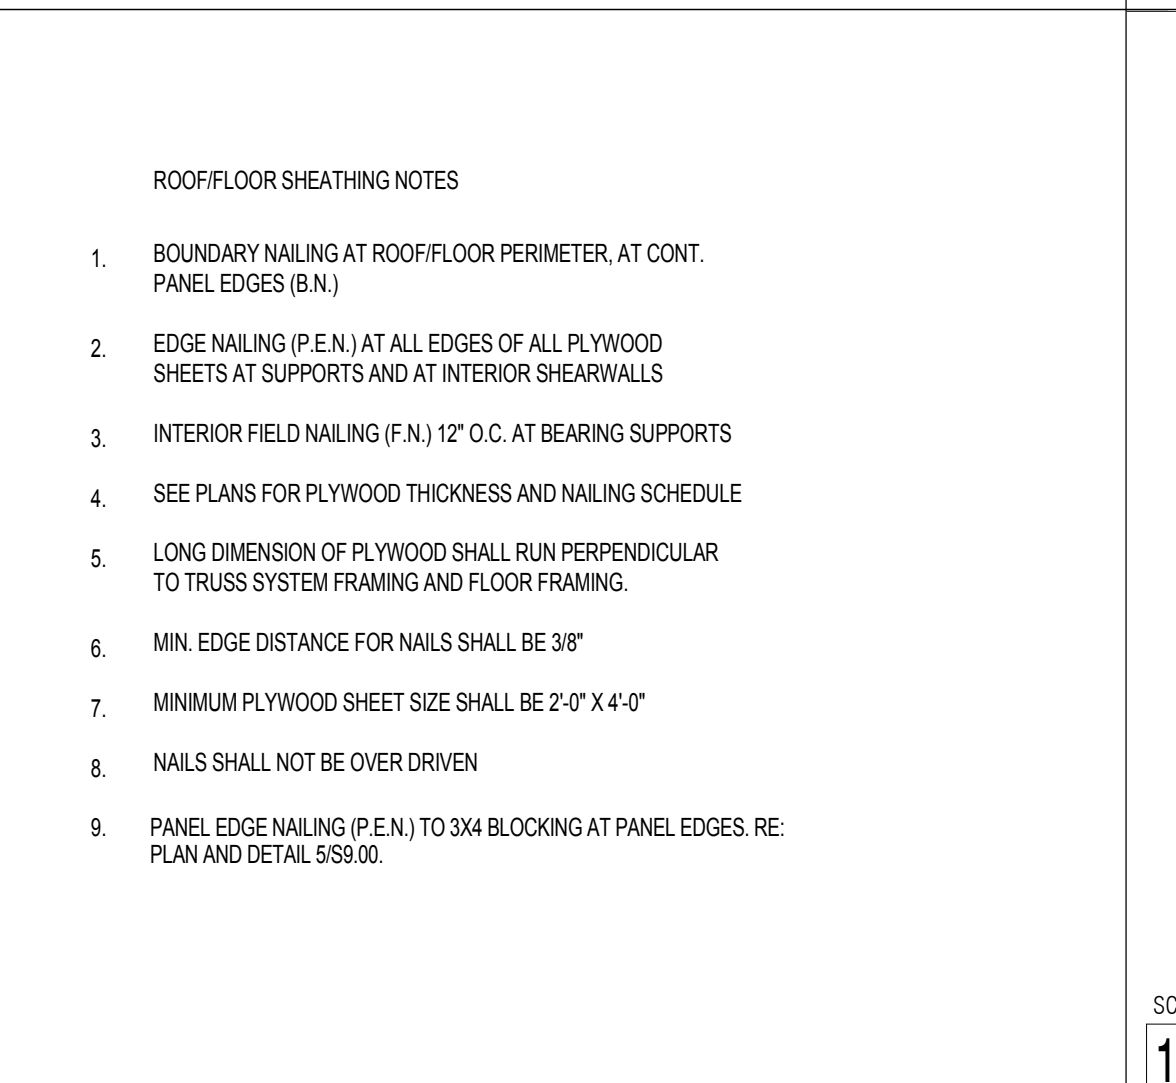 ROOF/FLOOR SHEATHING NOTES
1. BOUNDARY NAILING AT ROOF/FLOOR PERIMETER, AT CONT.
PANEL EDGES (B.N.)
2. EDGE NAILING (P.E.N.) AT ALL EDGES OF ALL PLYWOOD
SHEETS AT SUPPORTS AND AT INTERIOR SHEARWALLS
3. INTERIOR FIELD NAILING (F.N.) 12" O.C. AT BEARING SUPPORTS
4. SEE PLANS FOR PLYWOOD THICKNESS AND NAILING SCHEDULE
5. LONG DIMENSION OF PLYWOOD SHALL RUN PERPENDICULAR
TO TRUSS SYSTEM FRAMING AND FLOOR FRAMING.
6. MIN. EDGE DISTANCE FOR NAILS SHALL BE 3/8"
7. MINIMUM PLYWOOD SHEET SIZE SHALL BE 2'-0" X 4'-0"
8. NAILS SHALL NOT BE OVER DRIVEN
9. PANEL EDGE NAILING (P.E.N.) TO 3X4 BLOCKING AT PANEL EDGES. RE:
PLAN AND DETAIL 5/S9.00.
SC
1